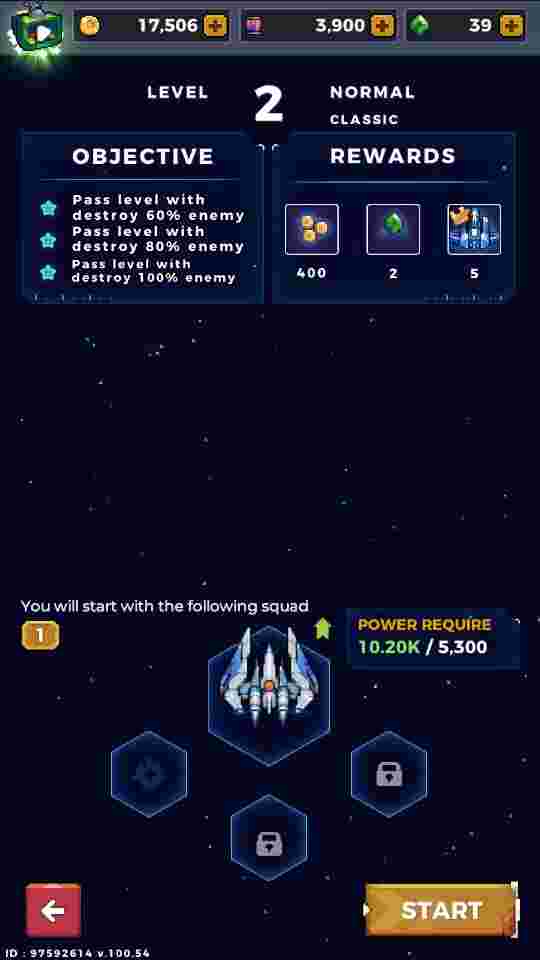 17,506
3,900
39
LEVEL
2
NORMAL
CLASSIC
OBJECTIVE
Pass level with
destroy 60% enemy
Pass level with
destroy 80% enemy
Pass level with
destroy 100% enemy
REWARDS
400
2
5
You will start with the following squad
1
POWER REQUIRE
10.20K / 5,300
START
ID : 97592614 v.100.54